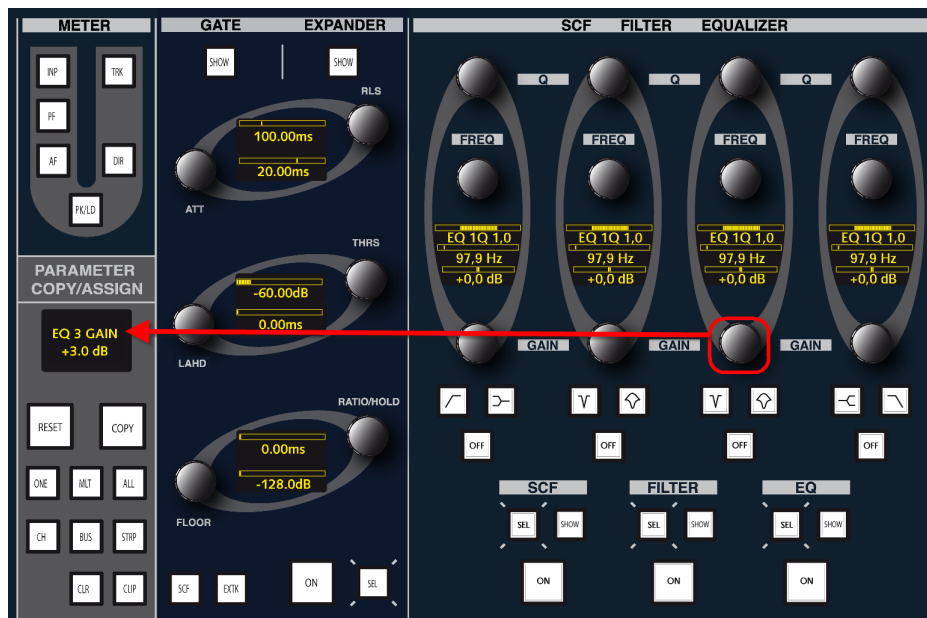 METER
INP
TRK
PF
AF
DIR
PK/LD
PARAMETER
COPY/ASSIGN
EQ 3 GAIN
+3.0 dB
RESET
COPY
ONE
MLT
ALL
CH
BUS
STRP
CLR
CLIP
GATE
EXPANDER
SHOW
SHOW
RLS
100.00ms
20.00ms
ATT
THRS
-60.00dB
0.00ms
LAHD
RATIO/HOLD
0.00ms
-128.0dB
FLOOR
SCF
EXTK
ON
SEL
SCF FILTER EQUALIZER
Q
Q
Q
FREQ
FREQ
FREQ
FREQ
EQ 1Q 1,0
97,9 Hz
+0,0 dB
EQ 1Q 1,0
97,9 Hz
+0,0 dB
EQ 1Q 1,0
97,9 Hz
+0,0 dB
EQ 1Q 1,0
97,9 Hz
+0,0 dB
GAIN
GAIN
GAIN
OFF
OFF
OFF
OFF
SCF
SEL
SHOW
ON
FILTER
SEL
SHOW
ON
EQ
SEL
SHOW
ON